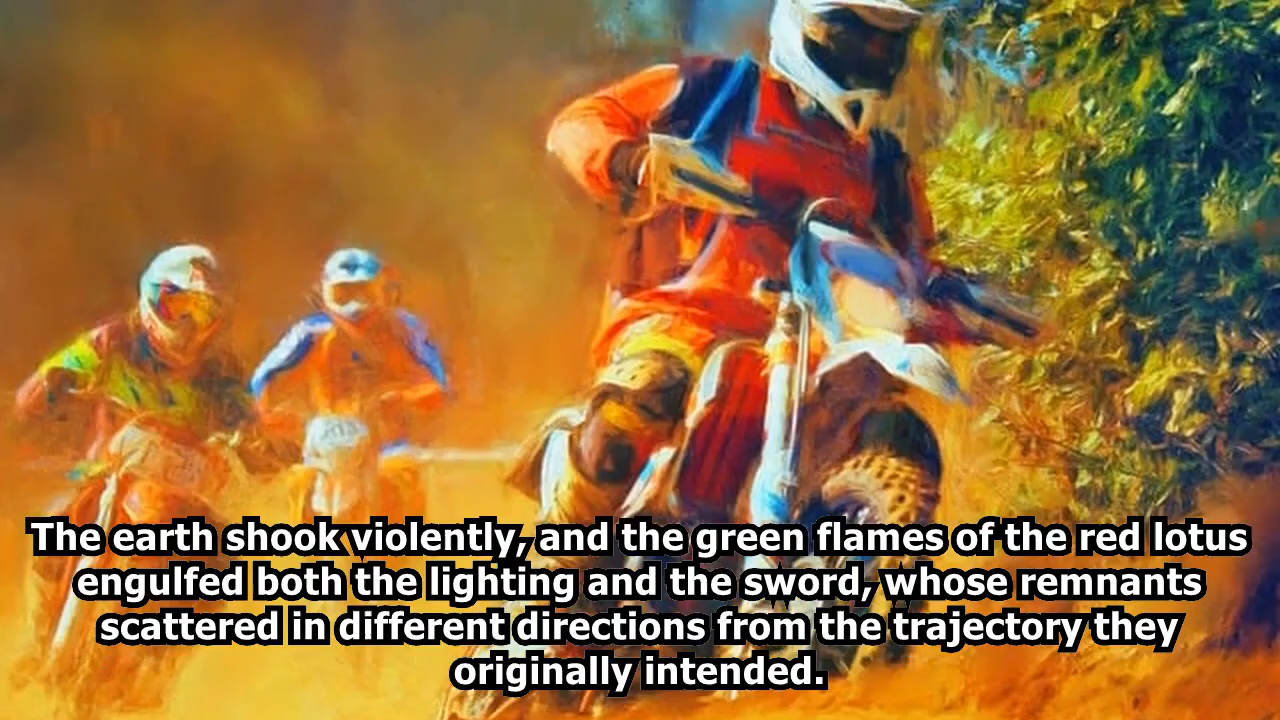 The earth shook violently, and the green flames of the red lotus
engulfed both the lighting and the sword, whose remnants
scattered in different directions from the trajectory they
originally intended.